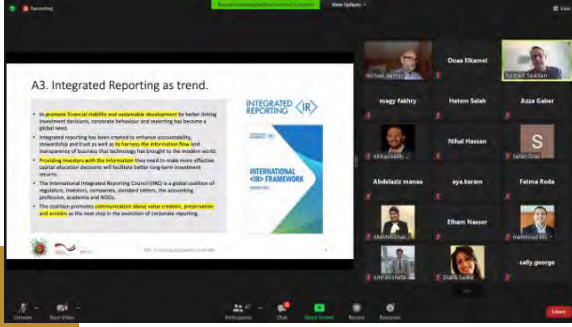 Recording
View Options
View
A3. Integrated Reporting as trend.
• to promote financial stability and sustainable development by better linking
investment decisions, corporate behaviour and reporting has become a
global need.
• Integrated reporting has been created to enhance accountability,
stewardship and trust as well as to harness the information flow and
transparency of business that technology has brought to the modern world.
• Providing investors with the information they need to make more effective
capital allocation decisions will facilitate better long-term investment
returns.
• The International Integrated Reporting Council (IIRC) is a global coalition of
regulators, investors, companies, standard setters, the accounting
profession, academia and NGOs.
• The coalition promotes communication about value creation, preservation
and erosion as the next step in the evolution of corporate reporting.
INTEGRATED
REPORTING <IR>
INTERNATIONAL
<IR> FRAMEWORK
Doaa Elkamel
magy fakhry
Hatem Salah
Azza Gaber
Nihal Hassan
S
Abdelaziz manaa
aya.karam
Fatma Roda
Elham Nasser
sally.george
Unmute
Start Video
Participants
47
Chat
Share Screen
Record
Reactions
Leave